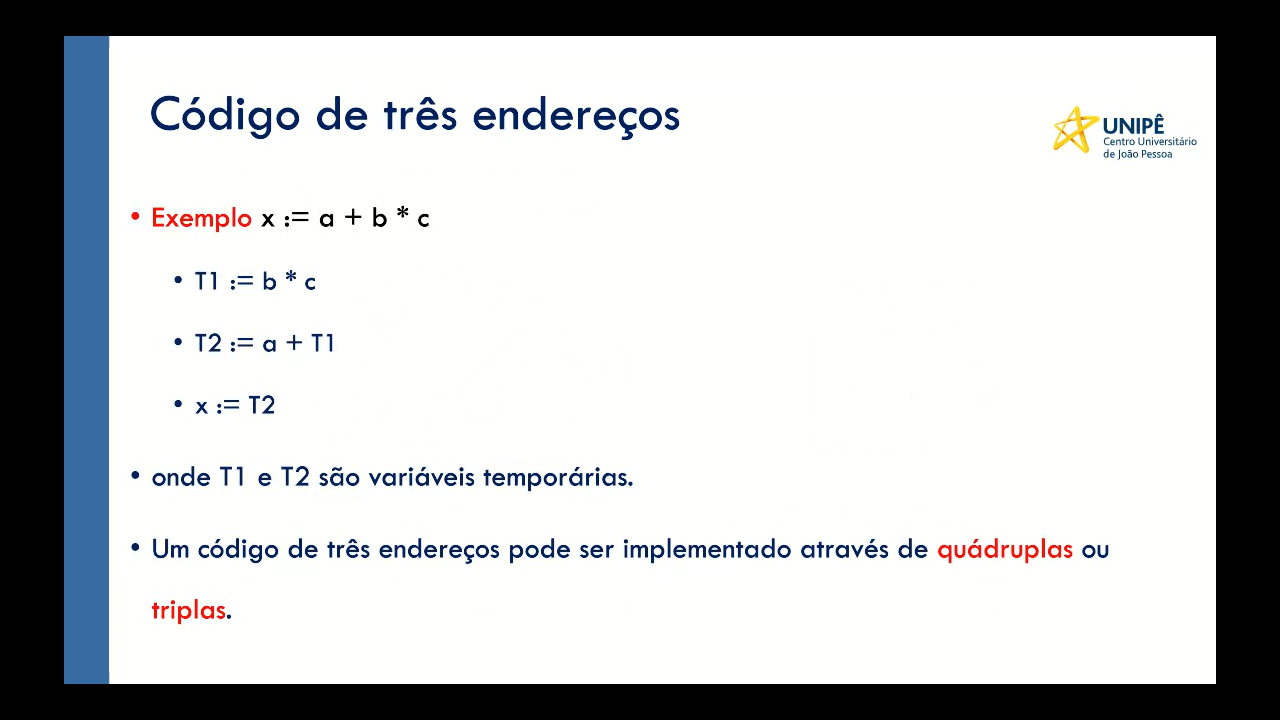 Código de três endereços
UNIPÊ
Centro Universitário
de João Pessoa
• Exemplo x := a + b * c
• T1 := b * c
• T2 := a + T1
• x := T2
• onde T1 e T2 são variáveis temporárias.
• Um código de três endereços pode ser implementado através de quádruplas ou
triplas.